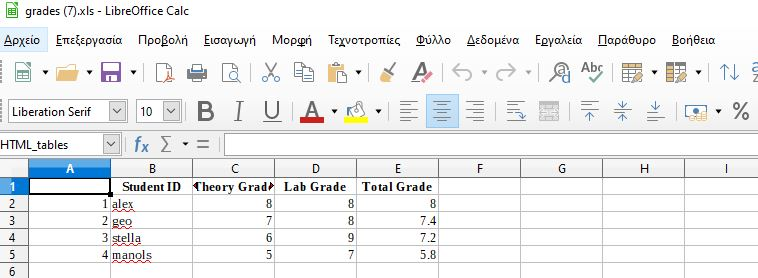 grades (7).xls - LibreOffice Calc
Αρχείο Επεξεργασία Προβολή Εισαγωγή Μορφή Τεχνοτροπίες Φύλλο Δεδομένα Εργαλεία Παράθυρο Βοήθεια
Abc
Liberation Serif 10 B I U A %
HTML_tables fx Σ =
A B C D E F G H I
1 Student ID Theory Grad Lab Grade Total Grade
2 1 alex 8 8 8
3 2 geo 7 8 7.4
4 3 stella 6 9 7.2
5 4 manols 5 7 5.8
6